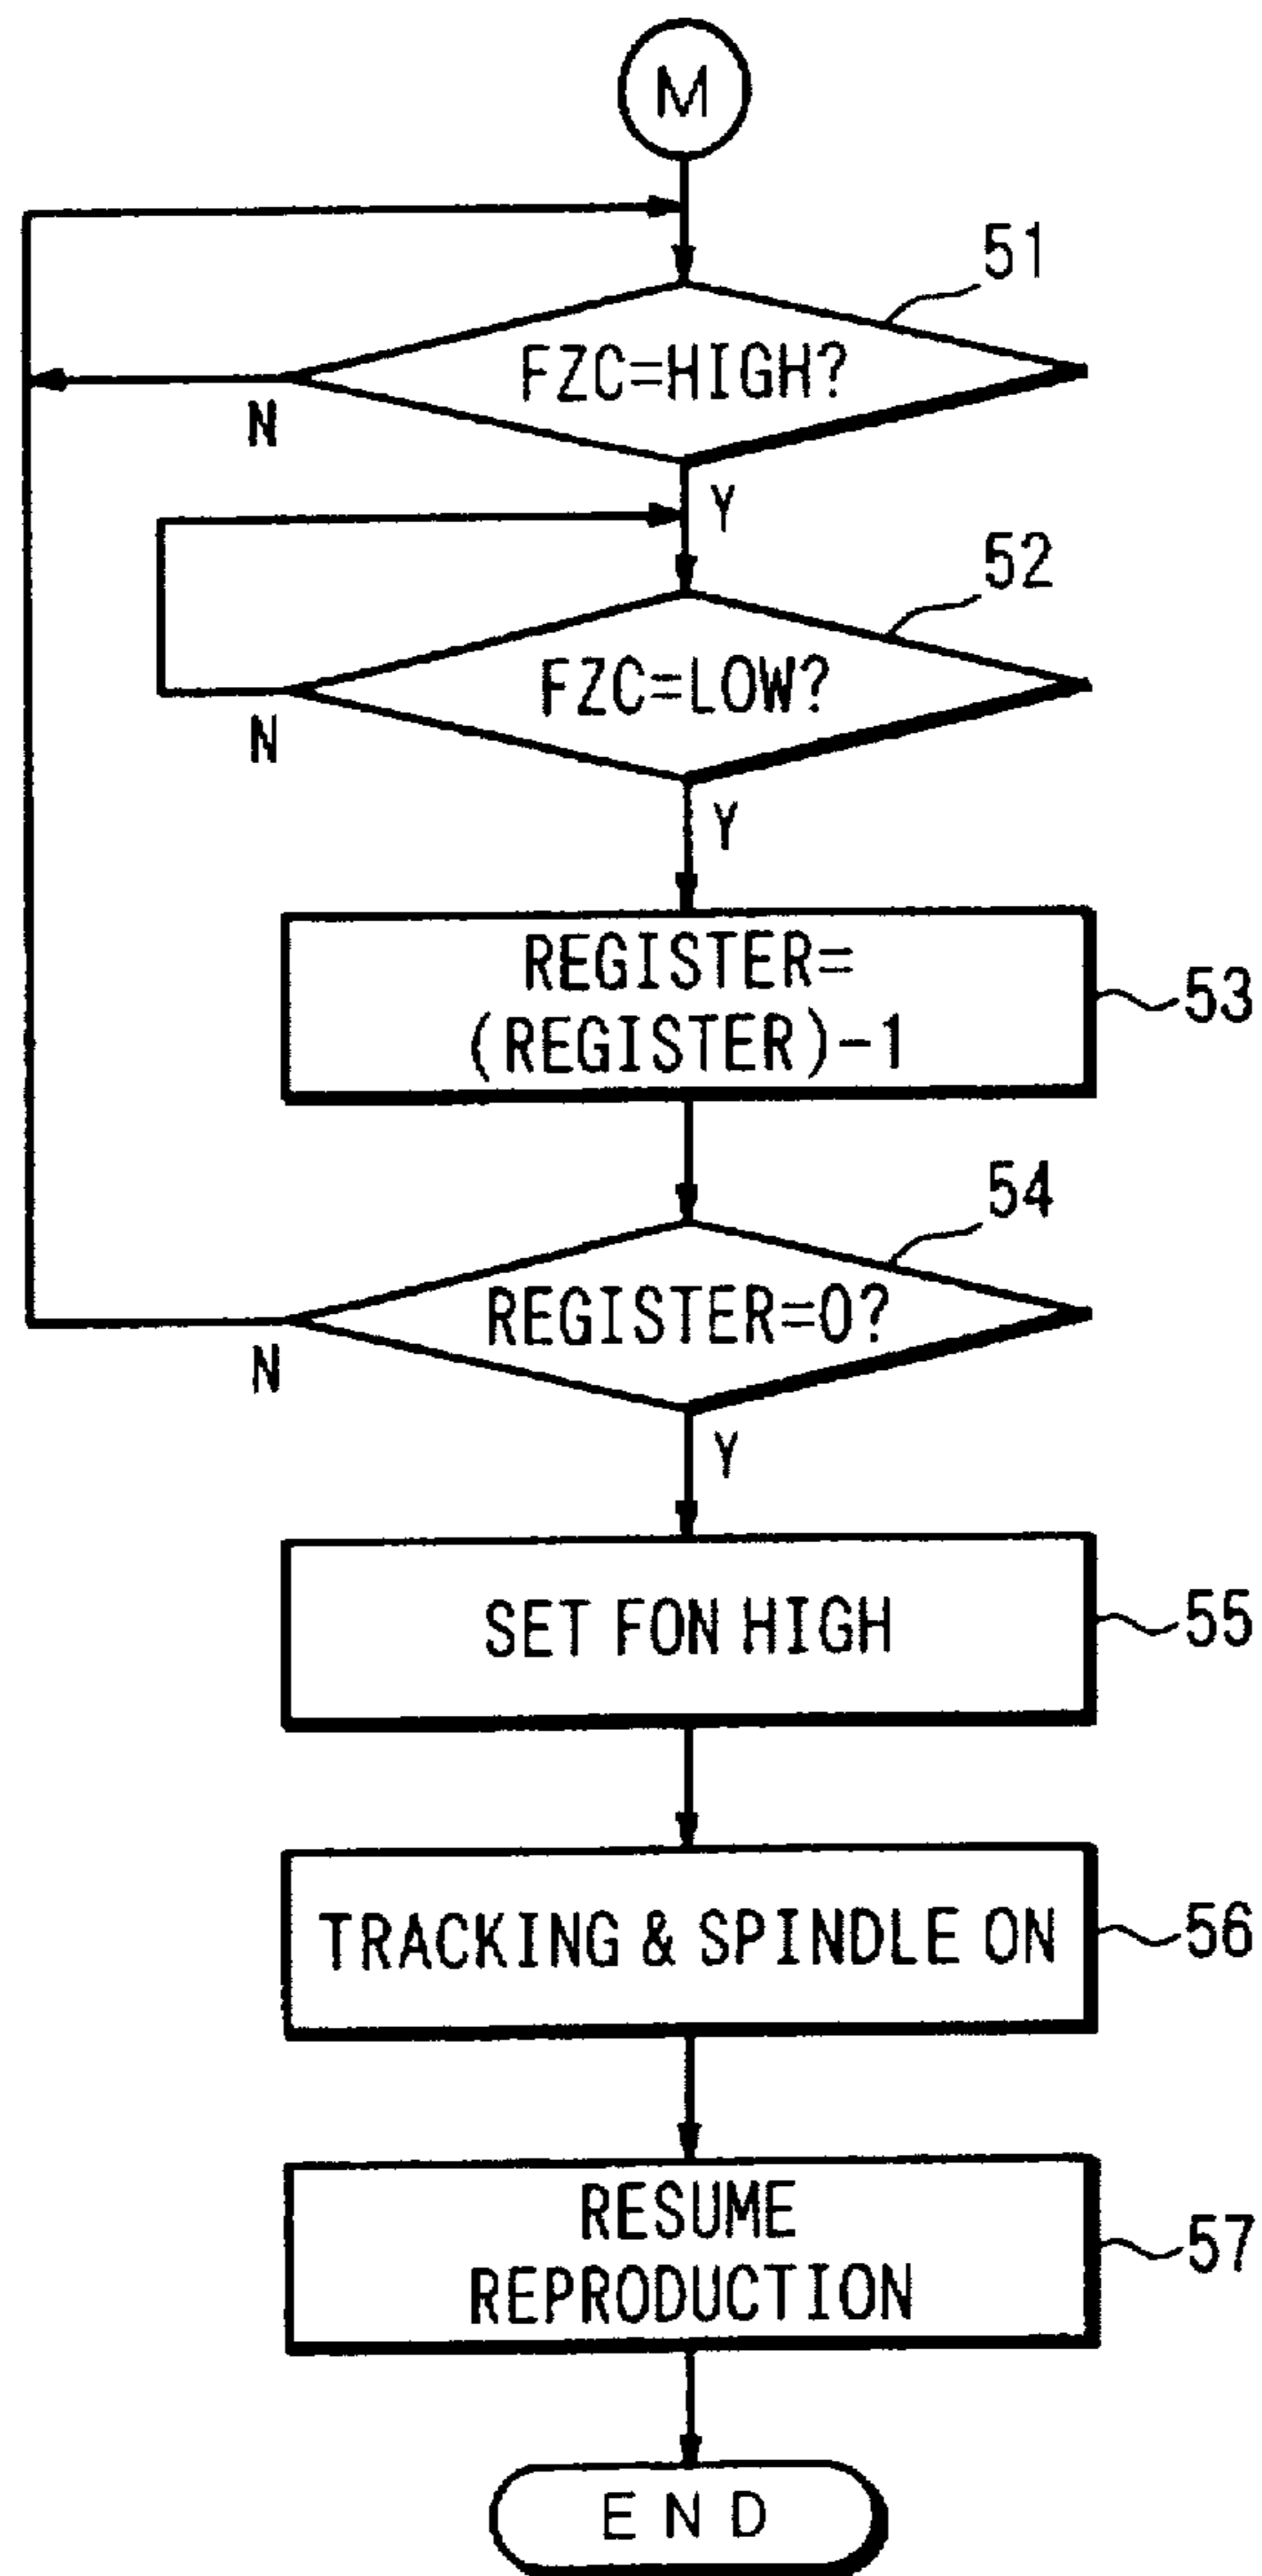 M
51
FZC=HIGH?
N
Y
52
FZC=LOW?
N
Y
REGISTER=
(REGISTER)-1
53
54
REGISTER=0?
N
Y
SET FON HIGH
55
TRACKING & SPINDLE ON
56
RESUME
REPRODUCTION
57
END